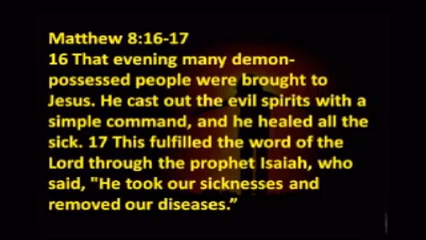 Matthew 8:16-17
16 That evening many demon-
possessed people were brought to
Jesus. He cast out the evil spirits with a
simple command, and he healed all the
sick. 17 This fulfilled the word of the
Lord through the prophet Isaiah, who
said, "He took our sicknesses and
removed our diseases.”